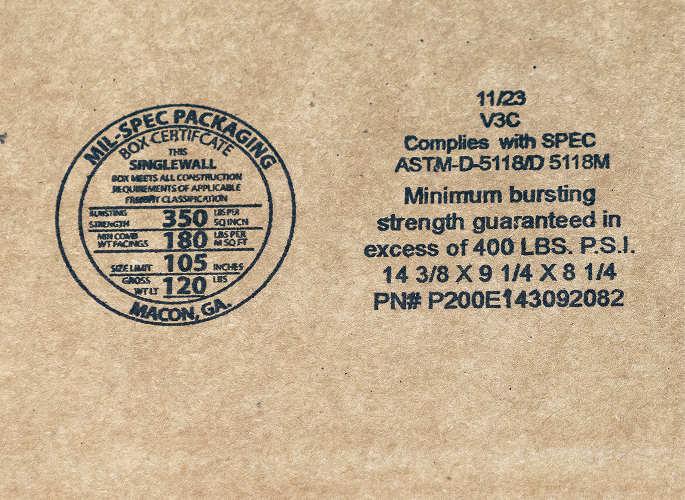 MIL-SPEC PACKAGING
BOX CERTIFCATE
THIS
SINGLEWALL
BOX MEETS ALL CONSTRUCTION
REQUIREMENTS OF APPLICABLE
FREIGHT CLASSIFICATION
BURSTING STRENGTH 350 LBS PER SQ INCH
MIN COMB WT FACINGS 180 LBS PER M SQ FT
SIZE LIMIT 105 INCHES
GROSS WT LT 120 LBS
MACON, GA.
11/23
V3C
Complies with SPEC
ASTM-D-5118/D 5118M
Minimum bursting
strength guaranteed in
excess of 400 LBS. P.S.I.
14 3/8 X 9 1/4 X 8 1/4
PN# P200E143092082